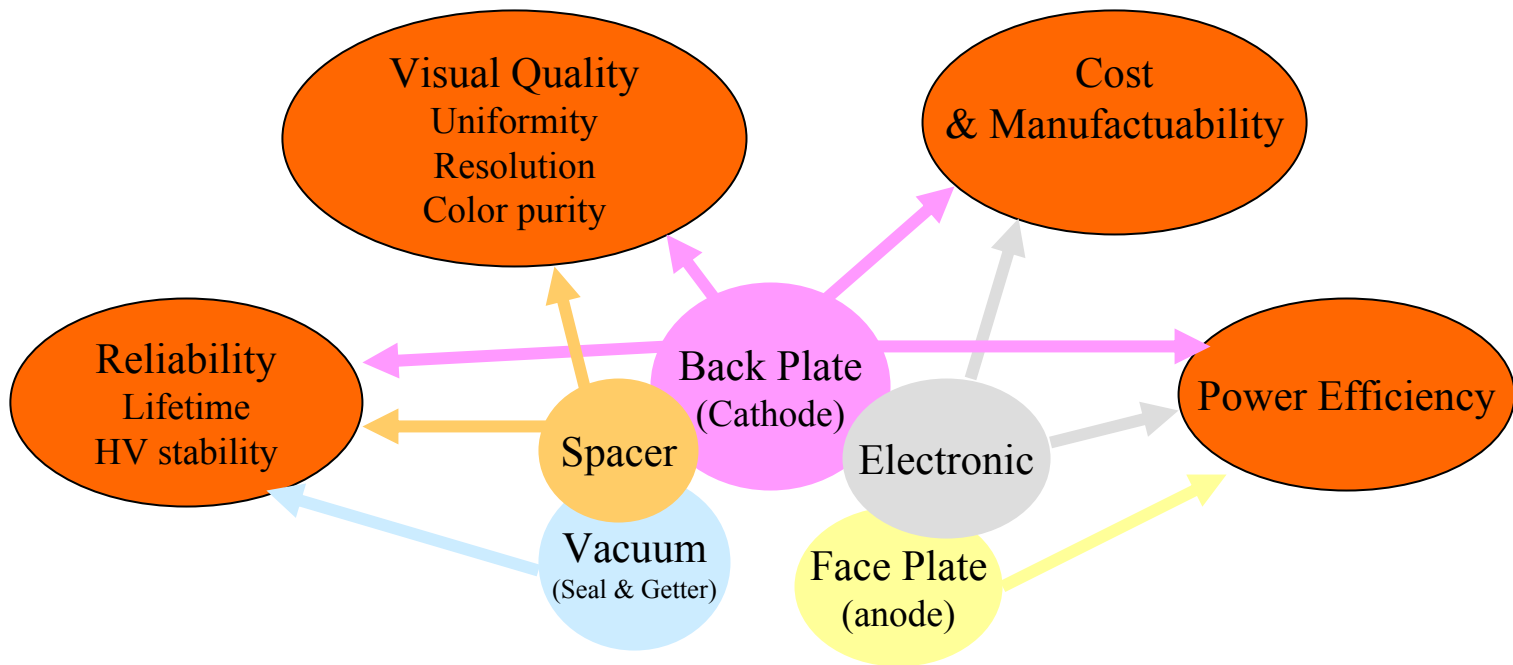 Visual Quality
Uniformity
Resolution
Color purity
Cost
& Manufactuability
Reliability
Lifetime
HV stability
Back Plate
(Cathode)
Power Efficiency
Spacer
Electronic
Vacuum
(Seal & Getter)
Face Plate
(anode)